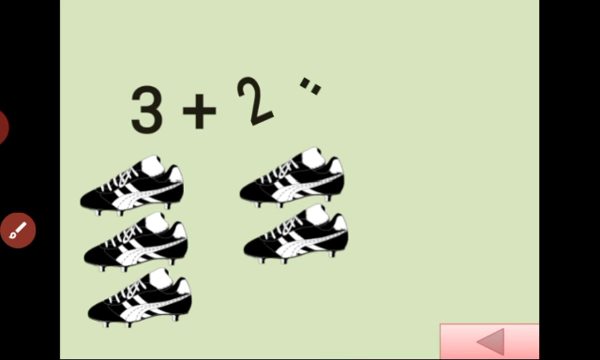 3 + 2 =